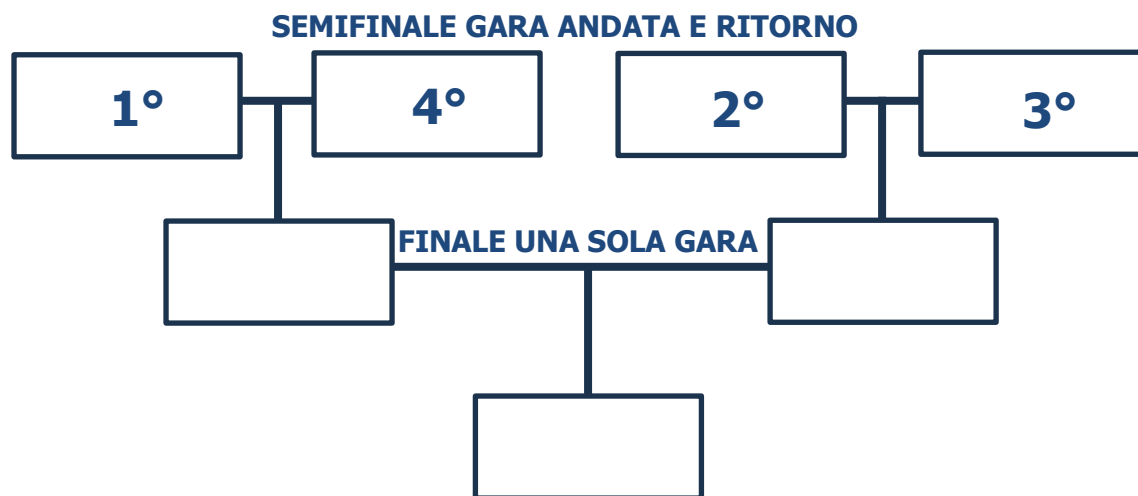 SEMIFINALE GARA ANDATA E RITORNO
1° 4° 2° 3°
FINALE UNA SOLA GARA